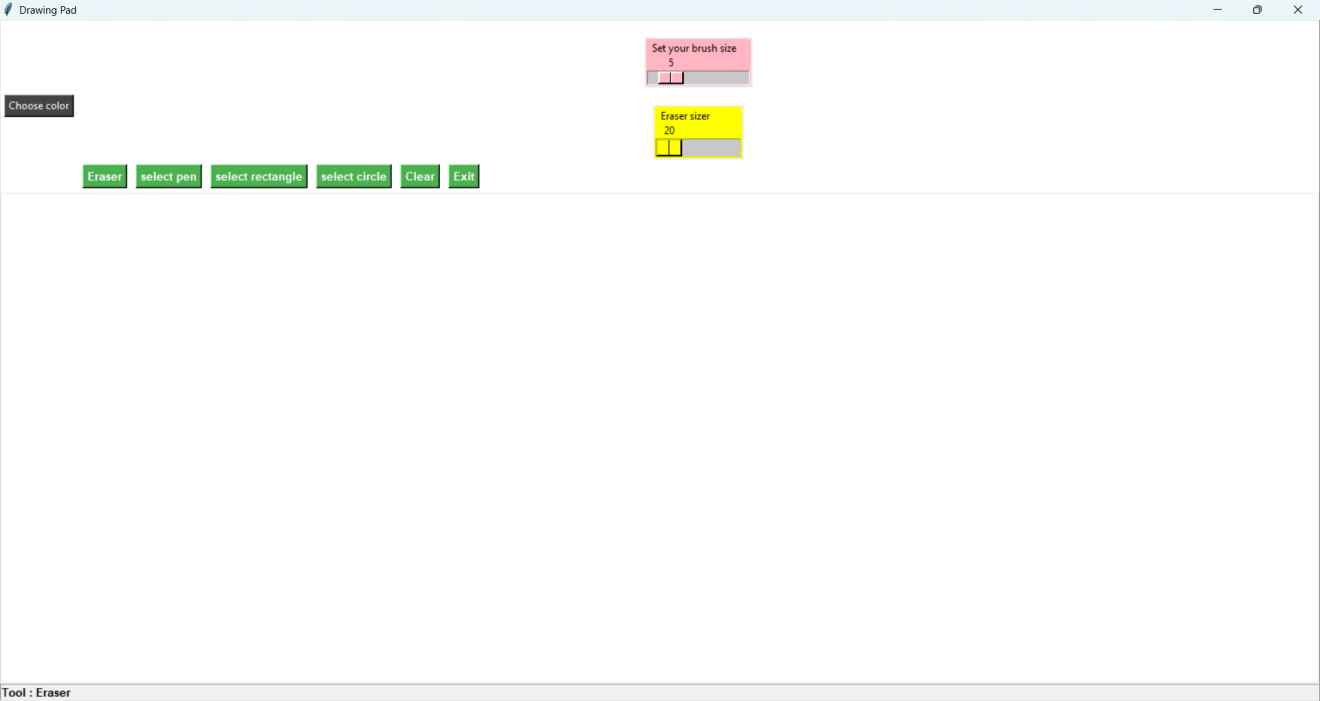 Drawing Pad
Set your brush size
5
Choose color
Eraser sizer
20
Eraser select pen select rectangle select circle Clear Exit
Tool : Eraser